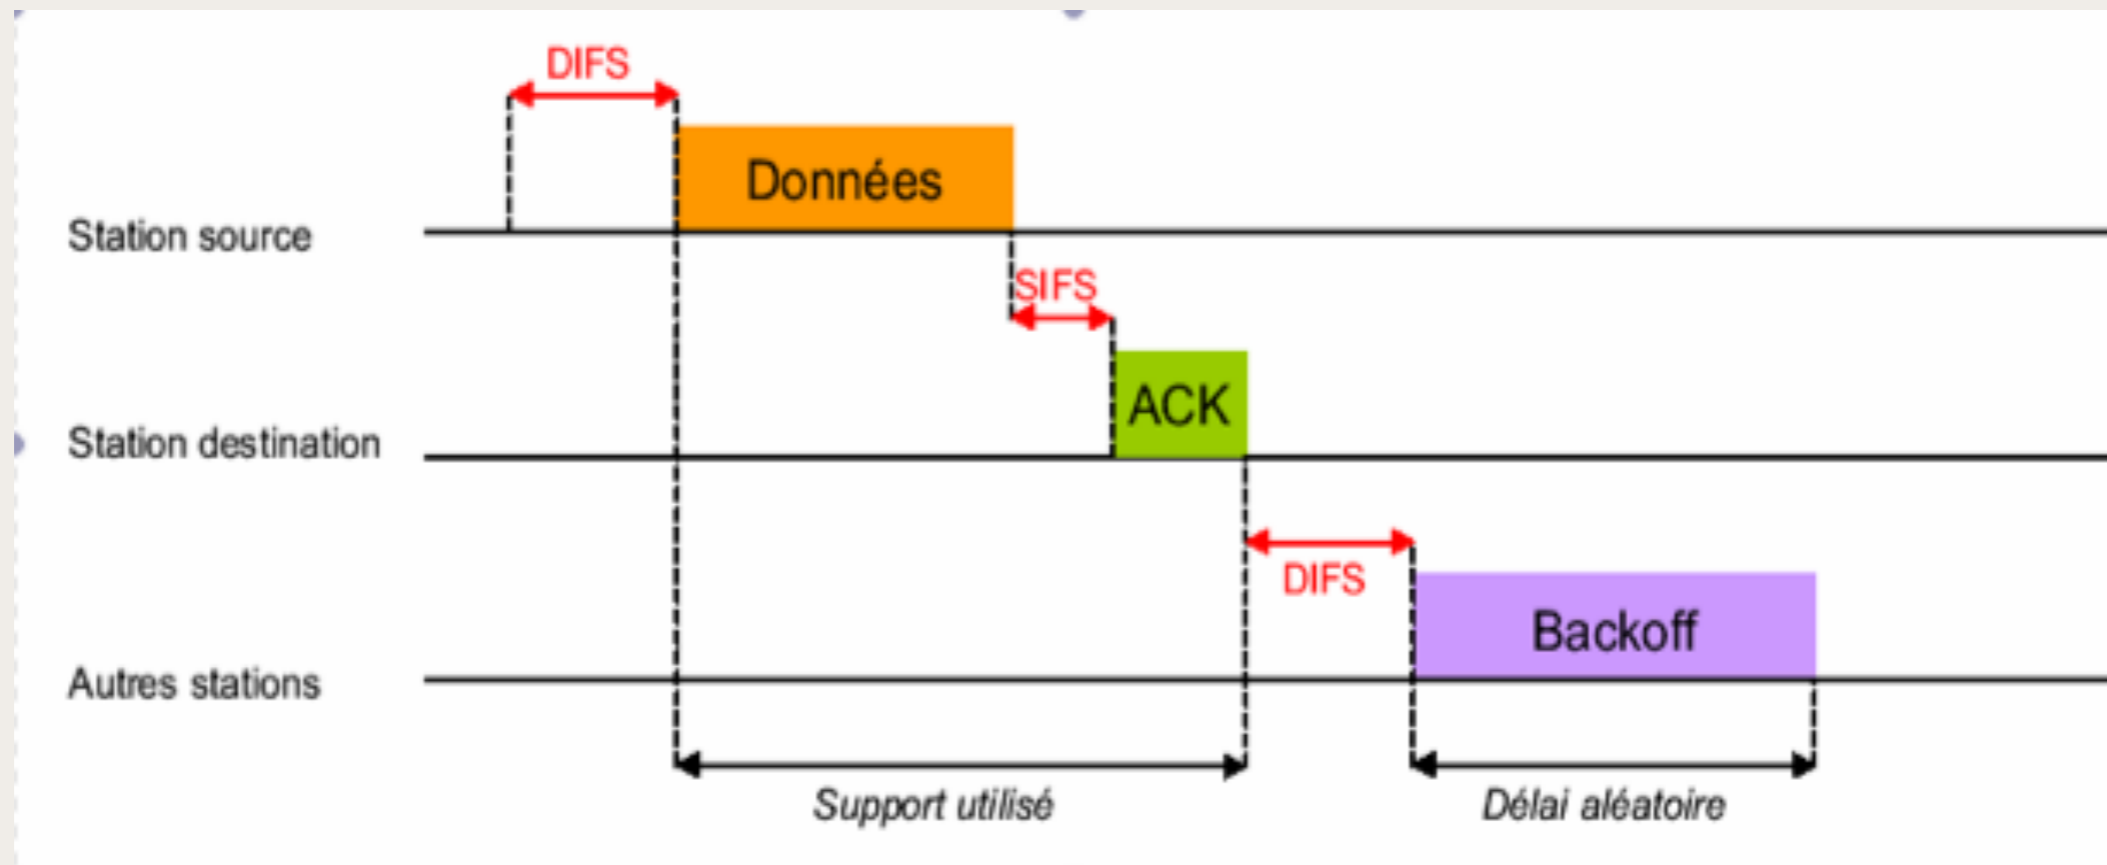 DIFS
Données
Station source
SIFS
ACK
Station destination
DIFS
Backoff
Autres stations
Support utilisé
Délai aléatoire